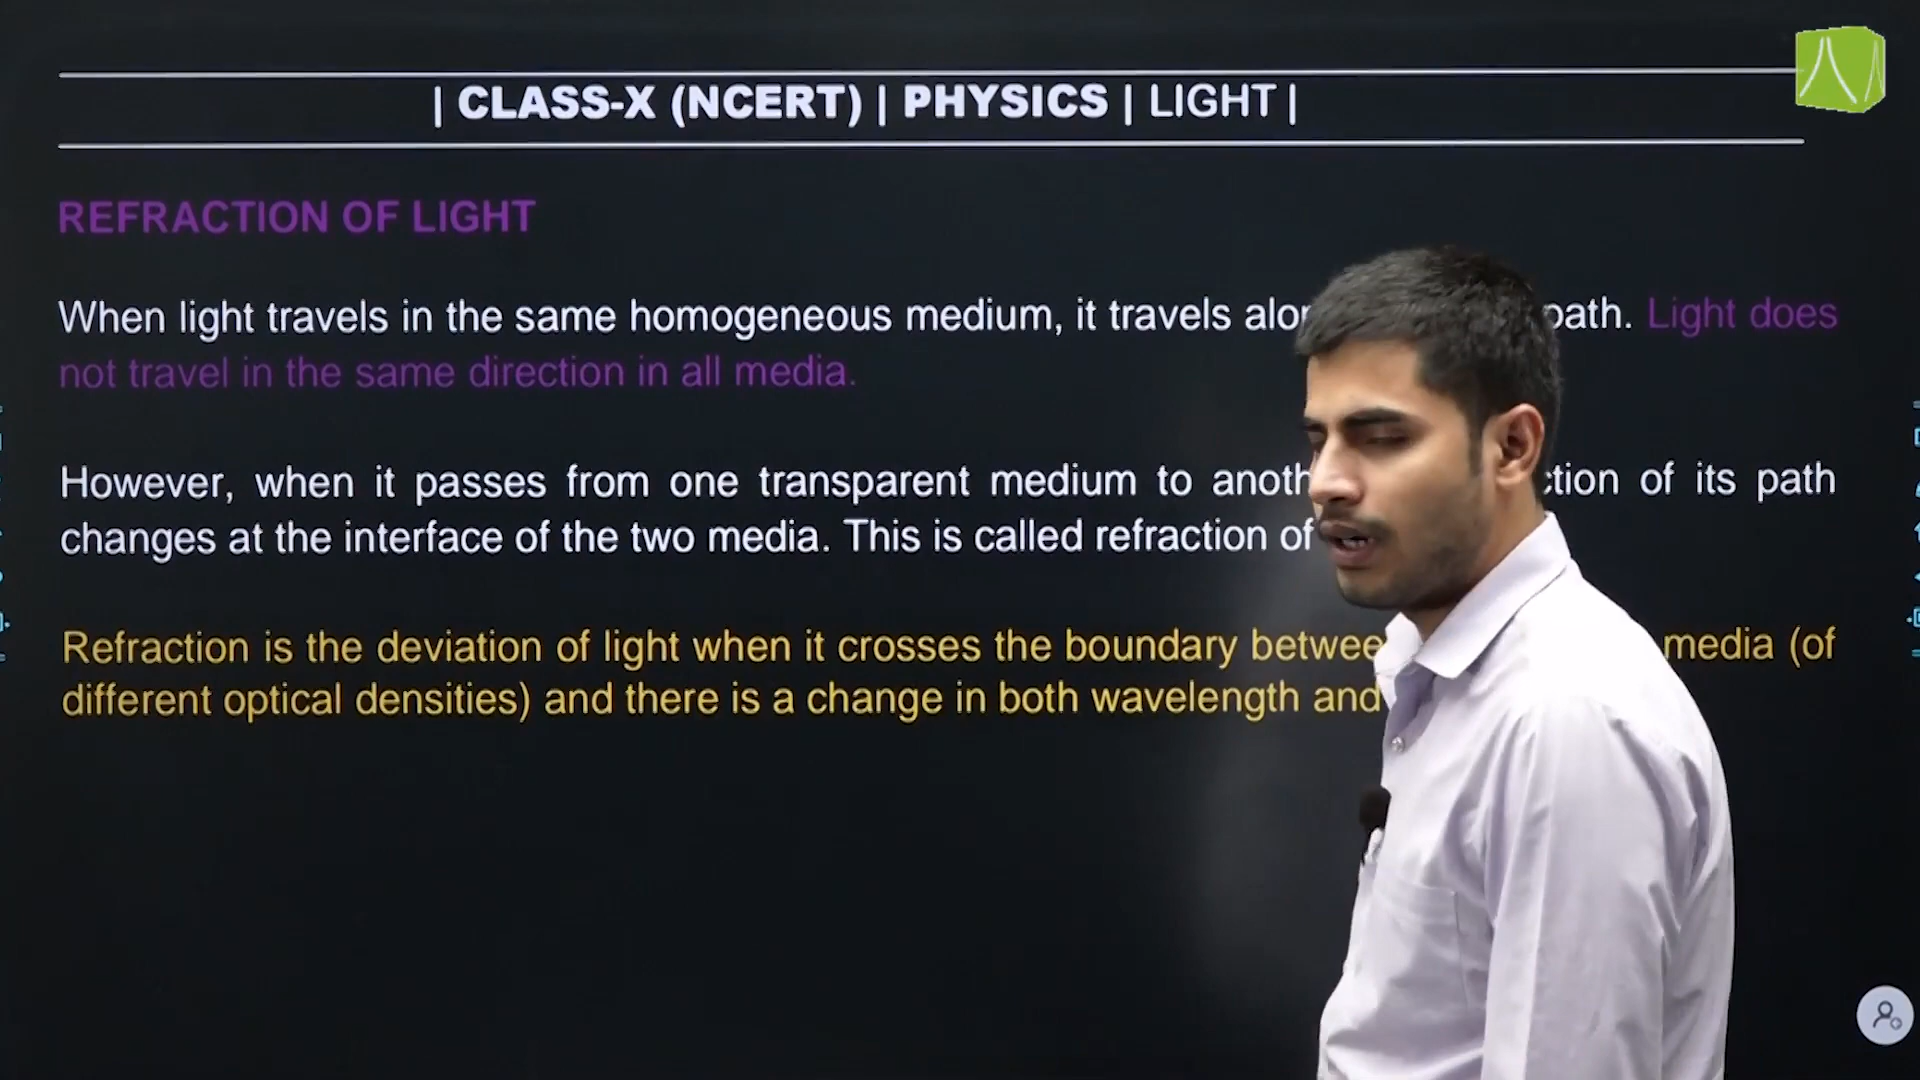 | CLASS-X (NCERT) | PHYSICS | LIGHT |
REFRACTION OF LIGHT
When light travels in the same homogeneous medium, it travels path. Light does
not travel in the same direction in all media.
However, when it passes from one transparent medium to of its path
changes at the interface of the two media. This is called refraction of
Refraction is the deviation of light when it crosses the boundary media (of
different optical densities) and there is a change in both wavelength and